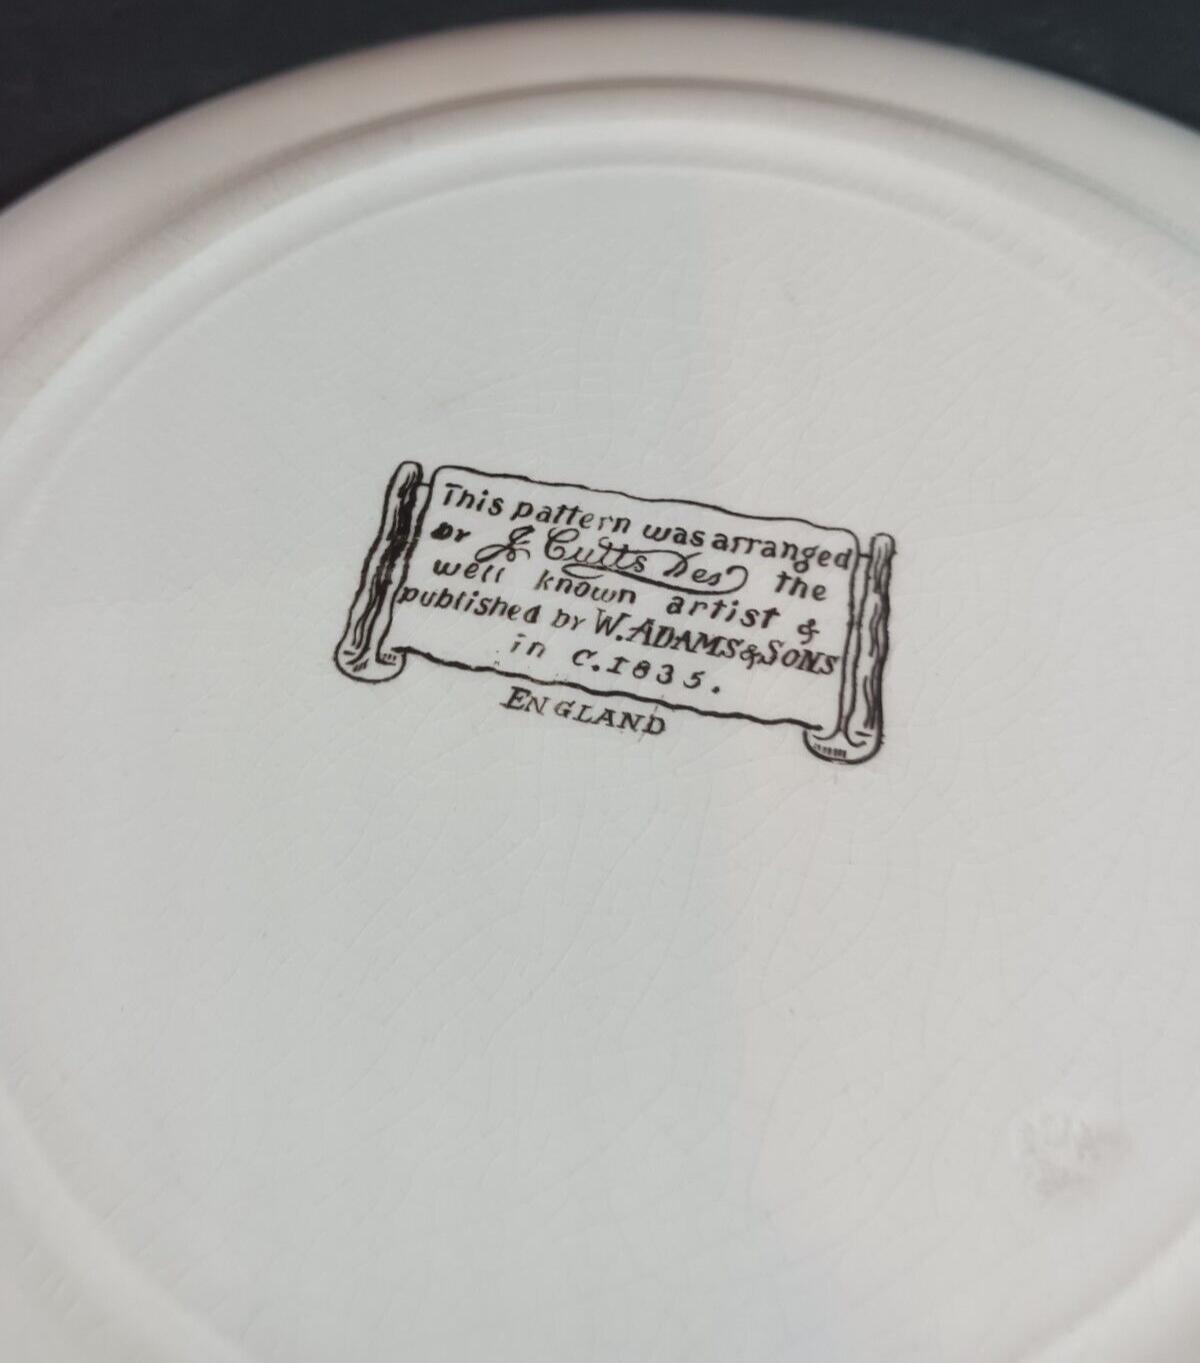 This pattern was arranged
by J. Cutts Des the
well known artist &
published by W. ADAMS & SONS
in C. 1835.
ENGLAND